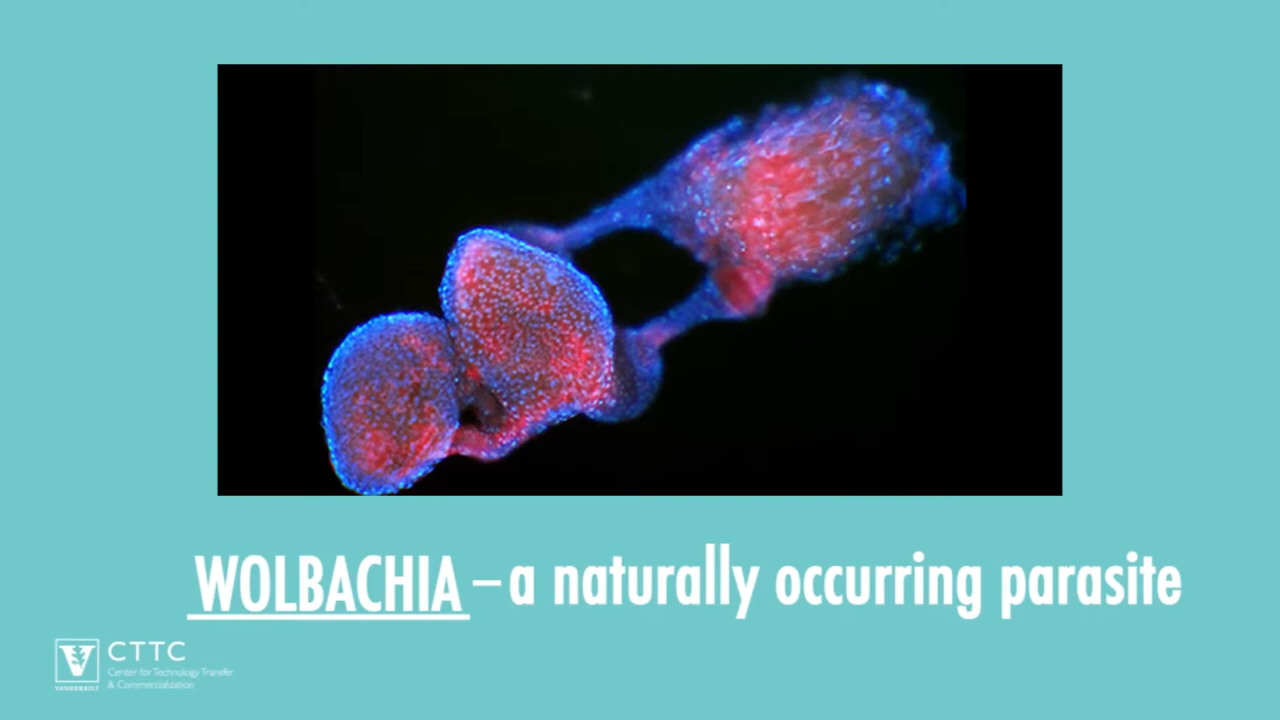 WOLBACHIA – a naturally occurring parasite
CTTC
Center for Technology Transfer
& Commercialization
VANDERBILT